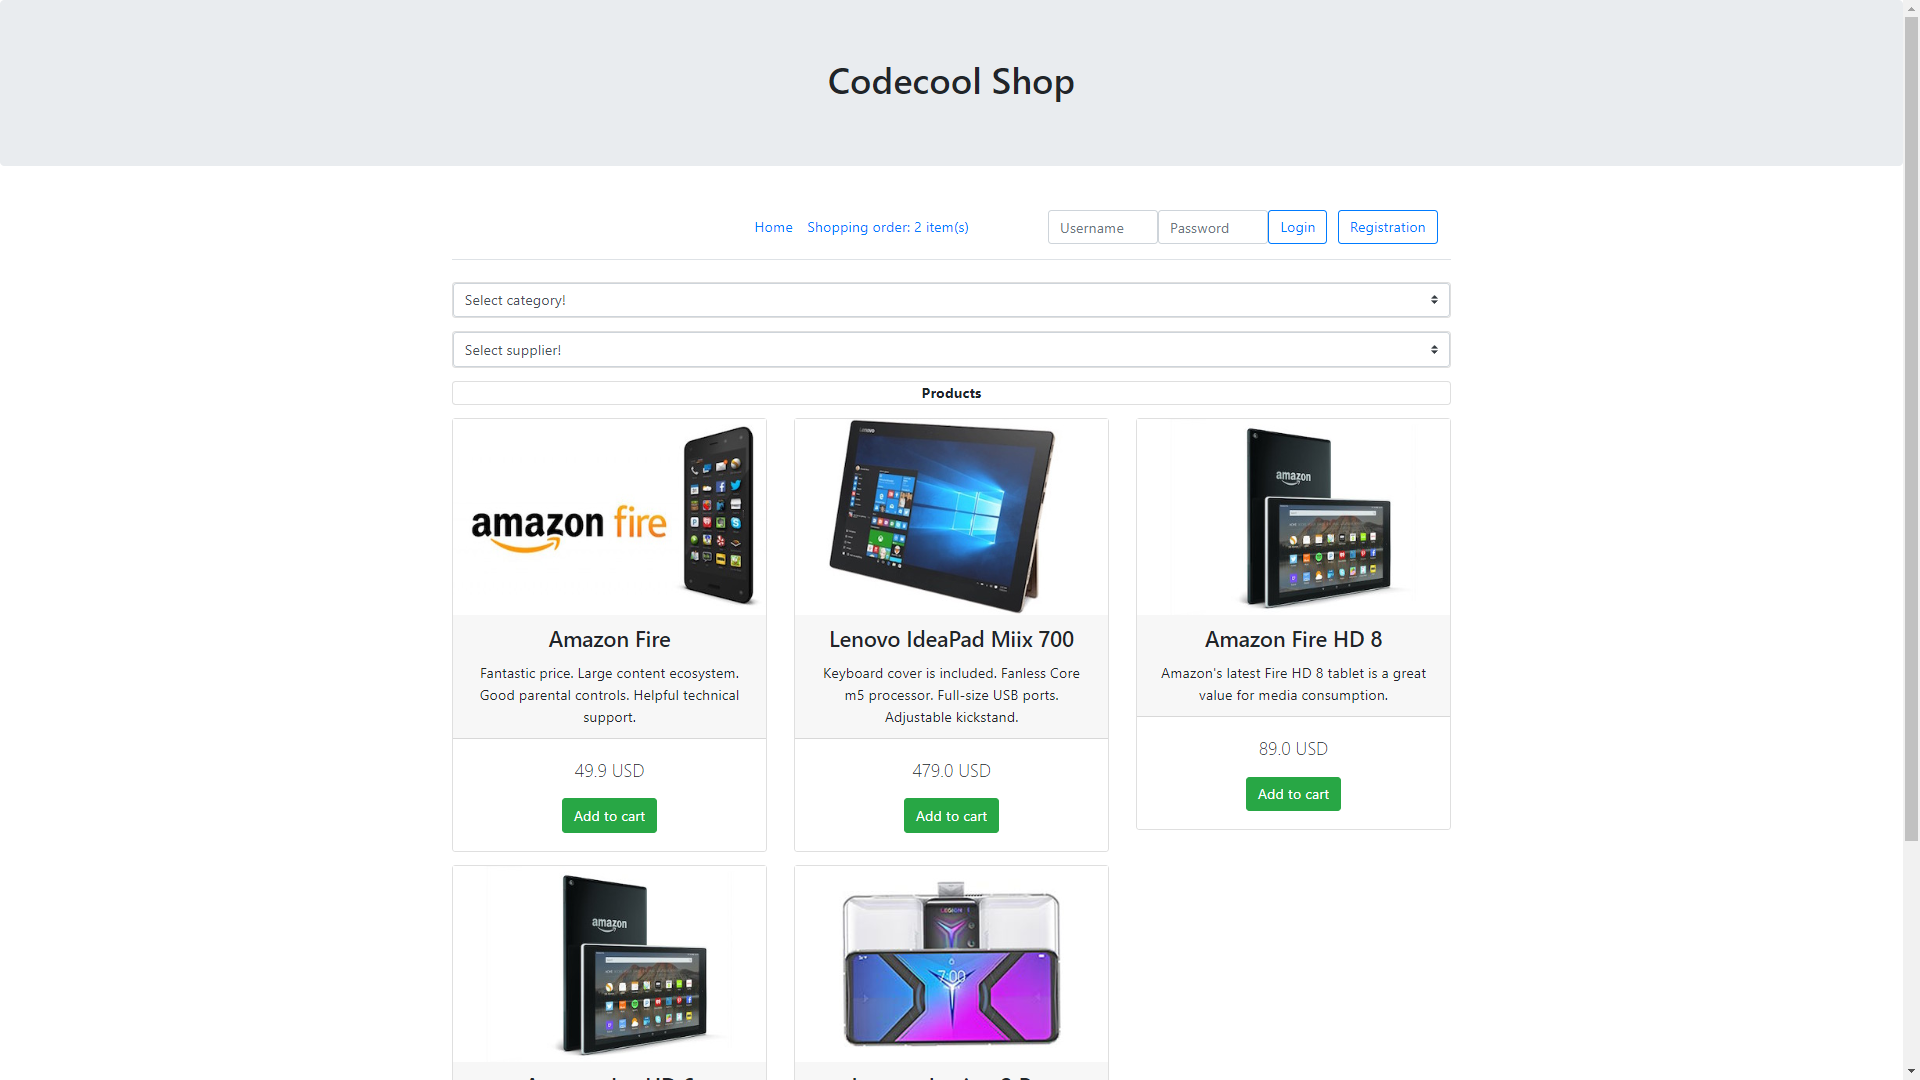 Codecool Shop
Home Shopping order: 2 item(s) Username Password Login Registration
Select category!
Select supplier!
Products
amazon fire
Lenovo
amazon
Amazon Fire
Fantastic price. Large content ecosystem.
Good parental controls. Helpful technical
support.
49.9 USD
Add to cart
Lenovo IdeaPad Miix 700
Keyboard cover is included. Fanless Core
m5 processor. Full-size USB ports.
Adjustable kickstand.
479.0 USD
Add to cart
Amazon Fire HD 8
Amazon's latest Fire HD 8 tablet is a great
value for media consumption.
89.0 USD
Add to cart
amazon
LEGION
7:00